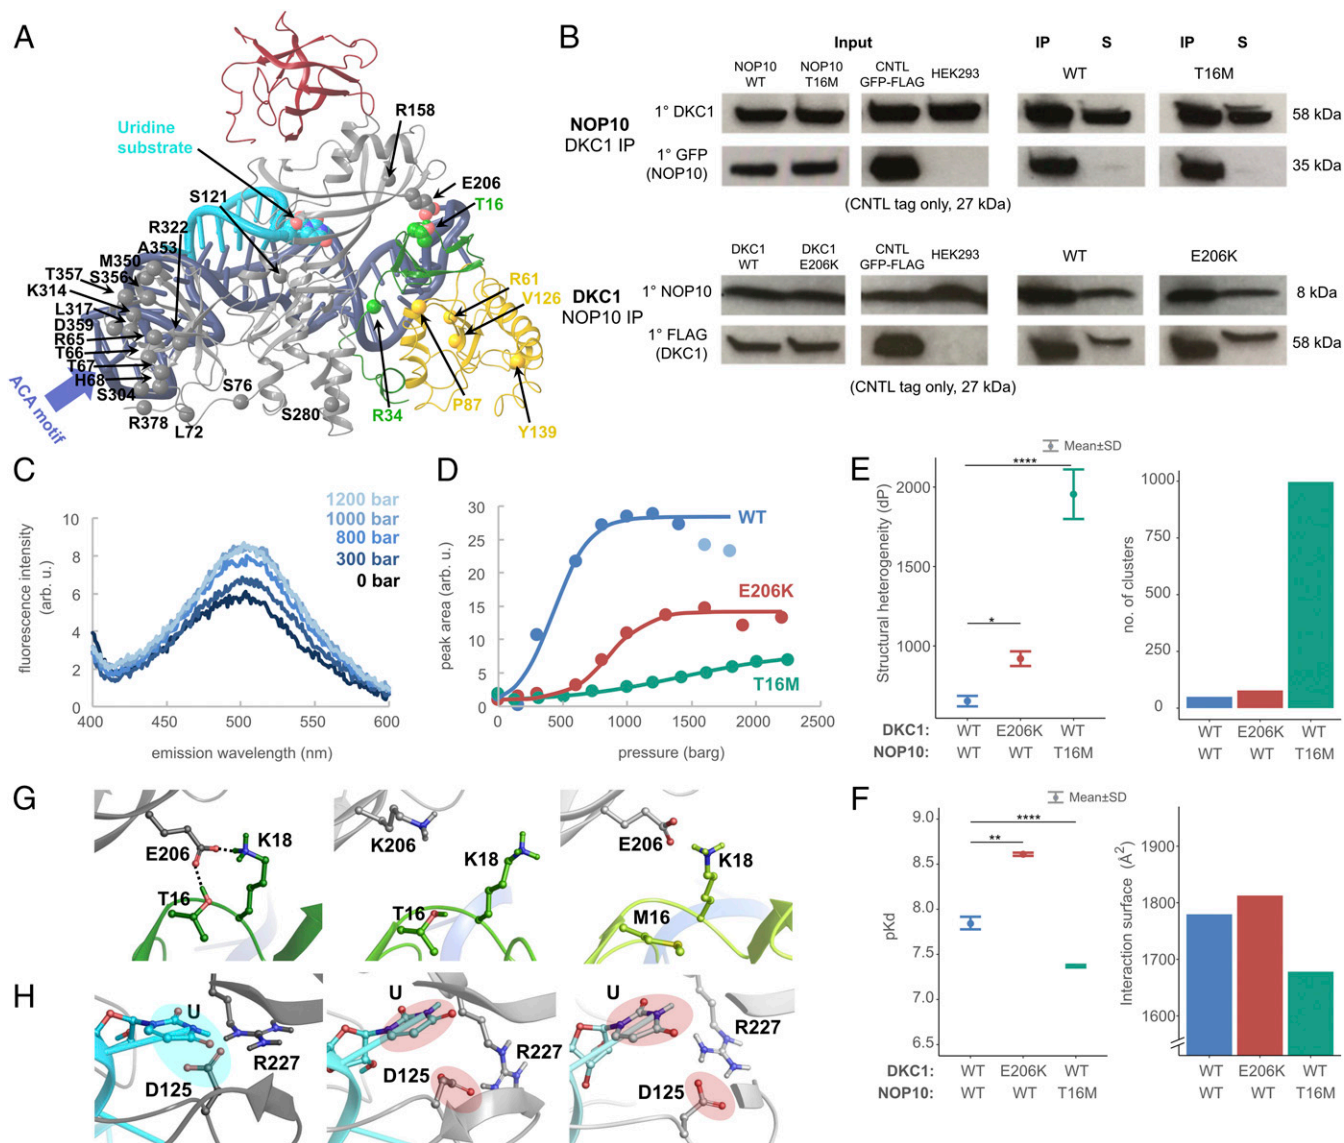 A
Uridine
substrate
R158
E206
T16
S121
R322
A353
M350
T357
S356
K314
L317
D359
R65
T66
T67
H68
S304
ACA motif
R378
L72
S76
S280
R34
R61
V126
P87
Y139
B
Input
IP S IP S
NOP10 WT
NOP10 T16M
CNTL GFP-FLAG
HEK293
WT
T16M
NOP10
DKC1 IP
1° DKC1
58 kDa
1° GFP
(NOP10)
35 kDa
(CNTL tag only, 27 kDa)
DKC1 WT
DKC1 E206K
CNTL GFP-FLAG
HEK293
WT
E206K
DKC1
NOP10 IP
1° NOP10
8 kDa
1° FLAG
(DKC1)
58 kDa
(CNTL tag only, 27 kDa)
C
fluorescence intensity
(arb. u.)
10
8
6
4
2
0
400 450 500 550 600
emission wavelength (nm)
1200 bar
1000 bar
800 bar
300 bar
0 bar
D
peak area (arb. u.)
30
25
20
15
10
5
0
0 500 1000 1500 2000 2500
pressure (barg)
WT
E206K
T16M
E
Mean±SD
Structural heterogeneity (dP)
2000
1500
1000
****
*
DKC1: WT E206K WT
NOP10: WT WT T16M
no. of clusters
1000
750
500
250
0
WT E206K WT
WT WT T16M
F
Mean±SD
pKd
9.0
8.5
8.0
7.5
7.0
6.5
****
**
DKC1: WT E206K WT
NOP10: WT WT T16M
Interaction surface (Å2)
1900
1800
1700
1600
WT E206K WT
WT WT T16M
G
E206
K18
T16
K206
K18
T16
E206
K18
M16
H
U
R227
D125
U
R227
D125
U
R227
D125